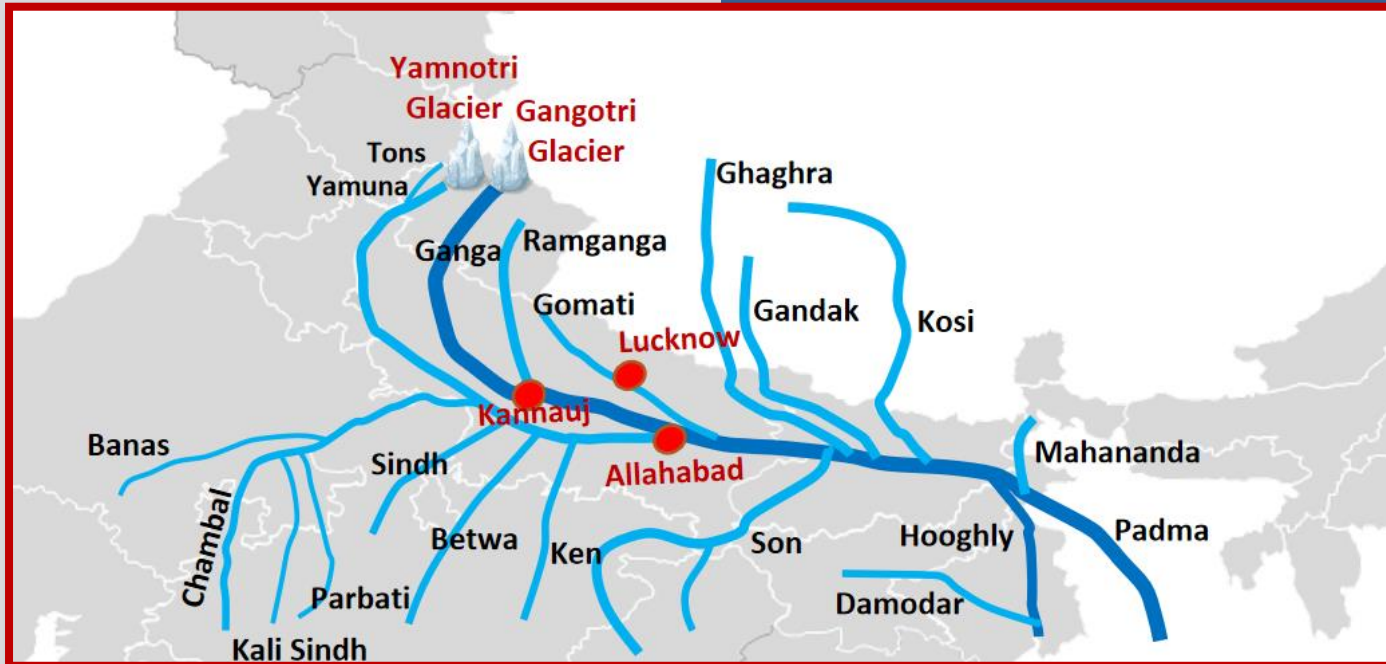 Yamnotri
Glacier
Gangotri
Glacier
Tons
Yamuna
Ghaghra
Ganga
Ramganga
Gomati
Gandak
Kosi
Lucknow
Kannauj
Banas
Sindh
Allahabad
Mahananda
Chambal
Betwa
Ken
Son
Hooghly
Padma
Parbati
Damodar
Kali Sindh